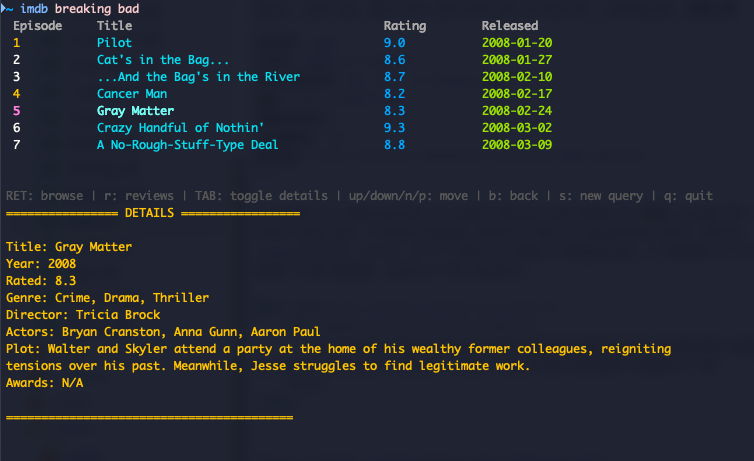 ~ imdb breaking bad
Episode Title Rating Released
1 Pilot 9.0 2008-01-20
2 Cat's in the Bag... 8.6 2008-01-27
3 ...And the Bag's in the River 8.7 2008-02-10
4 Cancer Man 8.2 2008-02-17
5 Gray Matter 8.3 2008-02-24
6 Crazy Handful of Nothin' 9.3 2008-03-02
7 A No-Rough-Stuff-Type Deal 8.8 2008-03-09
RET: browse | r: reviews | TAB: toggle details | up/down/n/p: move | b: back | s: new query | q: quit
================ DETAILS =================
Title: Gray Matter
Year: 2008
Rated: 8.3
Genre: Crime, Drama, Thriller
Director: Tricia Brock
Actors: Bryan Cranston, Anna Gunn, Aaron Paul
Plot: Walter and Skyler attend a party at the home of his wealthy former colleagues, reigniting
tensions over his past. Meanwhile, Jesse struggles to find legitimate work.
Awards: N/A
=========================================